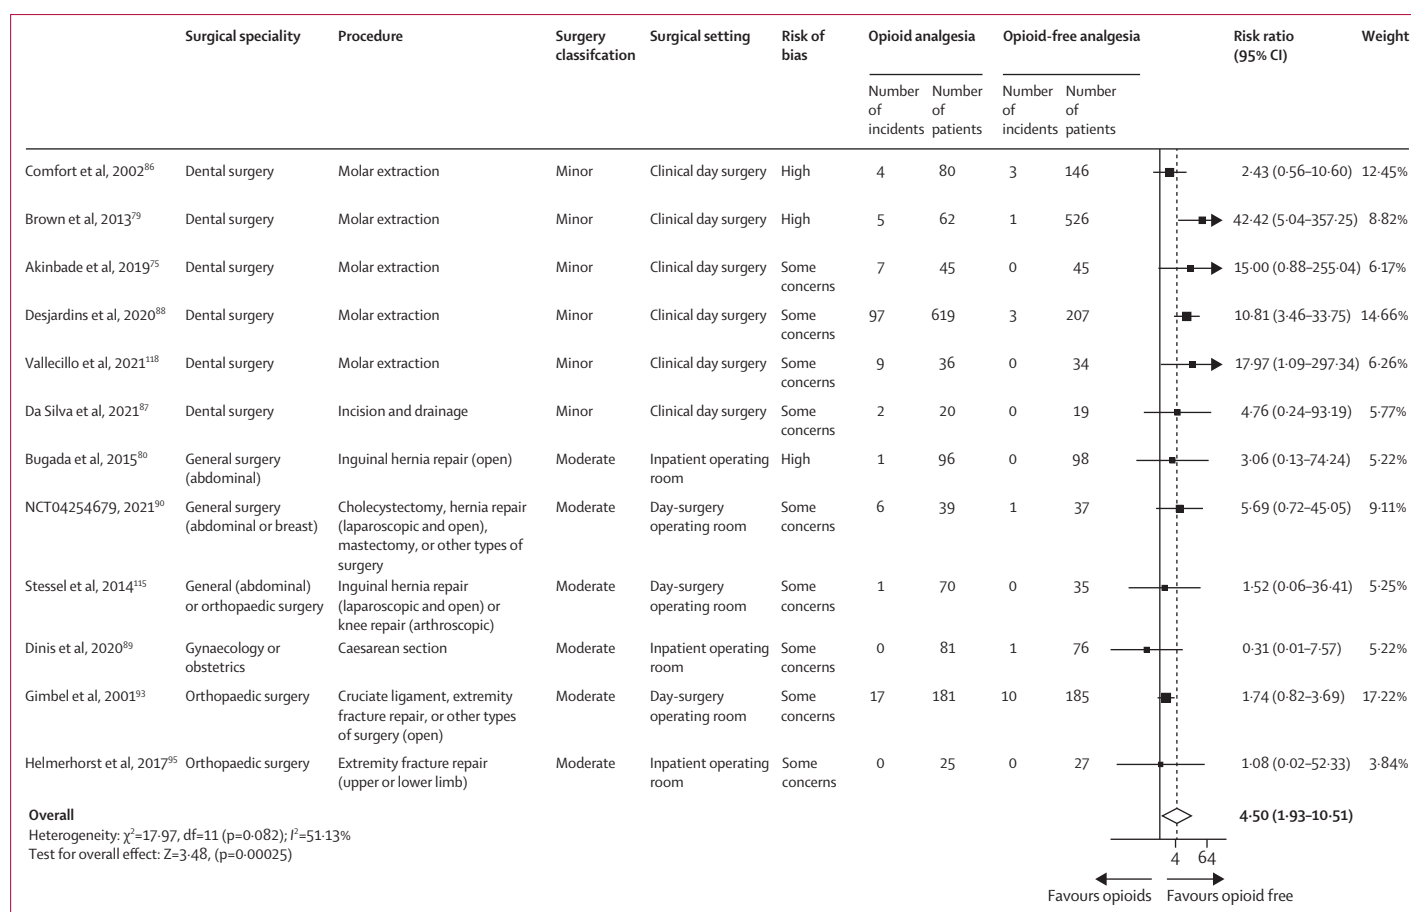 Surgical speciality Procedure Surgery Surgical setting Risk of Opioid analgesia Opioid-free analgesia Risk ratio Weight
classifcation bias (95% CI)
Number Number Number Number
of of of of
incidents patients incidents patients
Comfort et al, 2002⁸⁶ Dental surgery Molar extraction Minor Clinical day surgery High 4 80 3 146 2·43 (0·56–10·60) 12·45%
Brown et al, 2013⁷⁹ Dental surgery Molar extraction Minor Clinical day surgery High 5 62 1 526 42·42 (5·04–357·25) 8·82%
Akinbade et al, 2019⁷⁵ Dental surgery Molar extraction Minor Clinical day surgery Some 7 45 0 45 15·00 (0·88–255·04) 6·17%
concerns
Desjardins et al, 2020⁸⁸ Dental surgery Molar extraction Minor Clinical day surgery Some 97 619 3 207 10·81 (3·46–33·75) 14·66%
concerns
Vallecillo et al, 2021¹¹⁸ Dental surgery Molar extraction Minor Clinical day surgery Some 9 36 0 34 17·97 (1·09–297·34) 6·26%
concerns
Da Silva et al, 2021⁸⁷ Dental surgery Incision and drainage Minor Clinical day surgery Some 2 20 0 19 4·76 (0·24–93·19) 5·77%
concerns
Bugada et al, 2015⁸⁰ General surgery Inguinal hernia repair (open) Moderate Inpatient operating High 1 96 0 98 3·06 (0·13–74·24) 5·22%
(abdominal) room
NCT04254679, 2021⁹⁰ General surgery Cholecystectomy, hernia repair Moderate Day-surgery Some 6 39 1 37 5·69 (0·72–45·05) 9·11%
(abdominal or breast) (laparoscopic and open), operating room concerns
mastectomy, or other types of
surgery
Stessel et al, 2014¹¹⁵ General (abdominal) Inguinal hernia repair Moderate Day-surgery Some 1 70 0 35 1·52 (0·06–36·41) 5·25%
or orthopaedic surgery (laparoscopic and open) or operating room concerns
knee repair (arthroscopic)
Dinis et al, 2020⁸⁹ Gynaecology or Caesarean section Moderate Inpatient operating Some 0 81 1 76 0·31 (0·01–7·57) 5·22%
obstetrics room concerns
Gimbel et al, 2001⁹³ Orthopaedic surgery Cruciate ligament, extremity Moderate Day-surgery Some 17 181 10 185 1·74 (0·82–3·69) 17·22%
fracture repair, or other types operating room concerns
of surgery (open)
Helmerhorst et al, 2017⁹⁵ Orthopaedic surgery Extremity fracture repair Moderate Inpatient operating Some 0 25 0 27 1·08 (0·02–52·33) 3·84%
(upper or lower limb) room concerns
Overall 4·50 (1·93–10·51)
Heterogeneity: χ²=17·97, df=11 (p=0·082); I²=51·13%
Test for overall effect: Z=3·48, (p=0·00025)
4 64
Favours opioids Favours opioid free